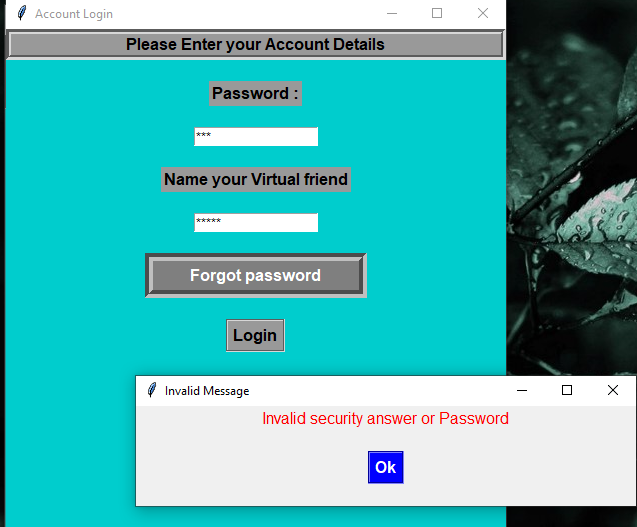 Account Login
Please Enter your Account Details
Password :
***
Name your Virtual friend
*****
Forgot password
Login
Invalid Message
Invalid security answer or Password
Ok